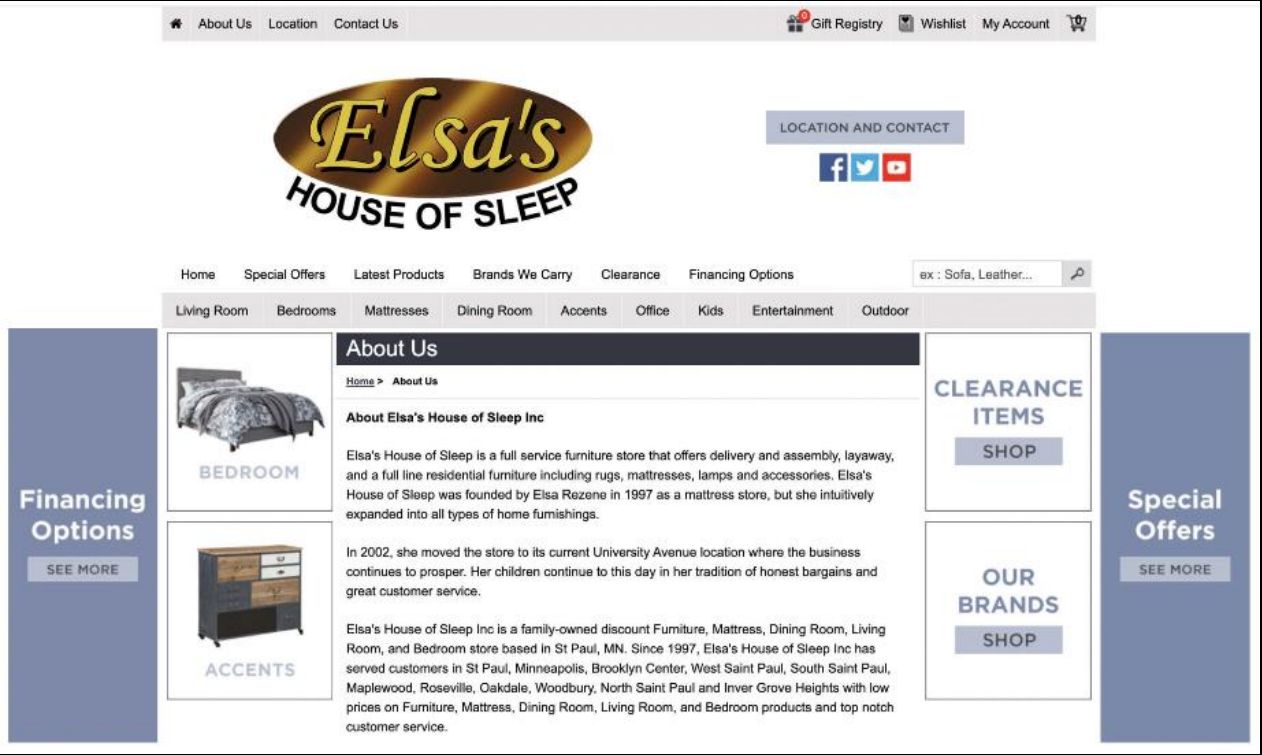 About Us Location Contact Us
0 Gift Registry Wishlist My Account 0
Elsa's
HOUSE OF SLEEP
LOCATION AND CONTACT
Home Special Offers Latest Products Brands We Carry Clearance Financing Options
ex : Sofa, Leather...
Living Room Bedrooms Mattresses Dining Room Accents Office Kids Entertainment Outdoor
Financing
Options
SEE MORE
BEDROOM
ACCENTS
About Us
Home > About Us
About Elsa's House of Sleep Inc
Elsa's House of Sleep is a full service furniture store that offers delivery and assembly, layaway,
and a full line residential furniture including rugs, mattresses, lamps and accessories. Elsa's
House of Sleep was founded by Elsa Rezene in 1997 as a mattress store, but she intuitively
expanded into all types of home furnishings.
In 2002, she moved the store to its current University Avenue location where the business
continues to prosper. Her children continue to this day in her tradition of honest bargains and
great customer service.
Elsa's House of Sleep Inc is a family-owned discount Furniture, Mattress, Dining Room, Living
Room, and Bedroom store based in St Paul, MN. Since 1997, Elsa's House of Sleep Inc has
served customers in St Paul, Minneapolis, Brooklyn Center, West Saint Paul, South Saint Paul,
Maplewood, Roseville, Oakdale, Woodbury, North Saint Paul and Inver Grove Heights with low
prices on Furniture, Mattress, Dining Room, Living Room, and Bedroom products and top notch
customer service.
CLEARANCE
ITEMS
SHOP
OUR
BRANDS
SHOP
Special
Offers
SEE MORE